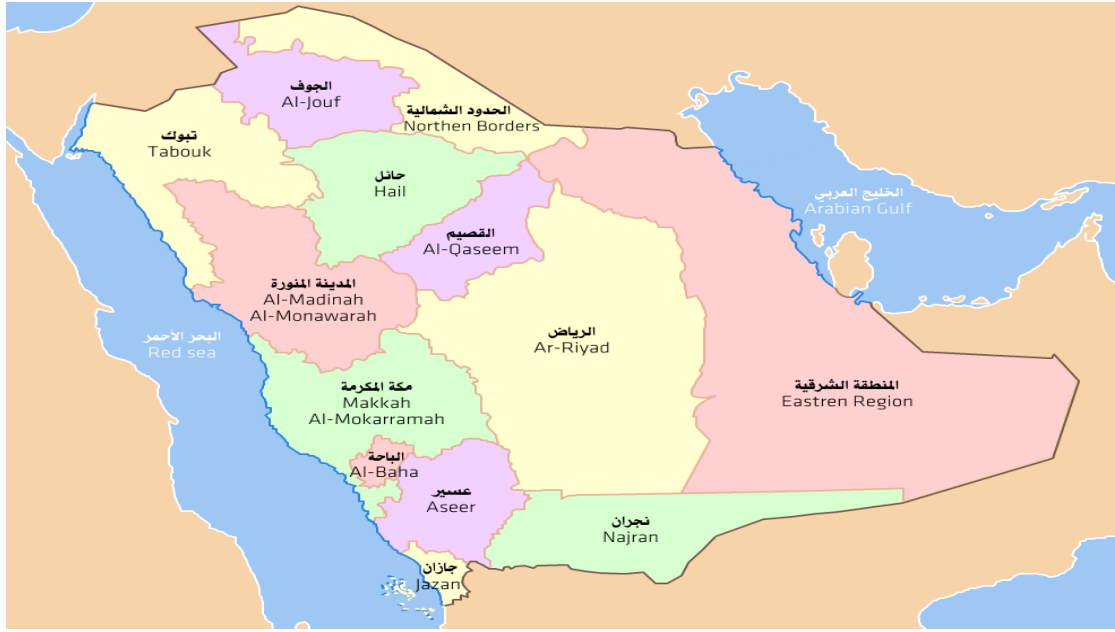 الجوف
Al-Jouf
الحدود الشمالية
Northen Borders
تبوك
Tabouk
حائل
Hail
الخليج العربي
Arabian Gulf
القصيم
Al-Qaseem
المدينة المنورة
Al-Madinah
Al-Monawarah
البحر الأحمر
Red sea
الرياض
Ar-Riyad
مكة المكرمة
Makkah
Al-Mokarramah
المنطقة الشرقية
Eastren Region
الباحة
Al-Baha
عسير
Aseer
نجران
Najran
جازان
Jazan